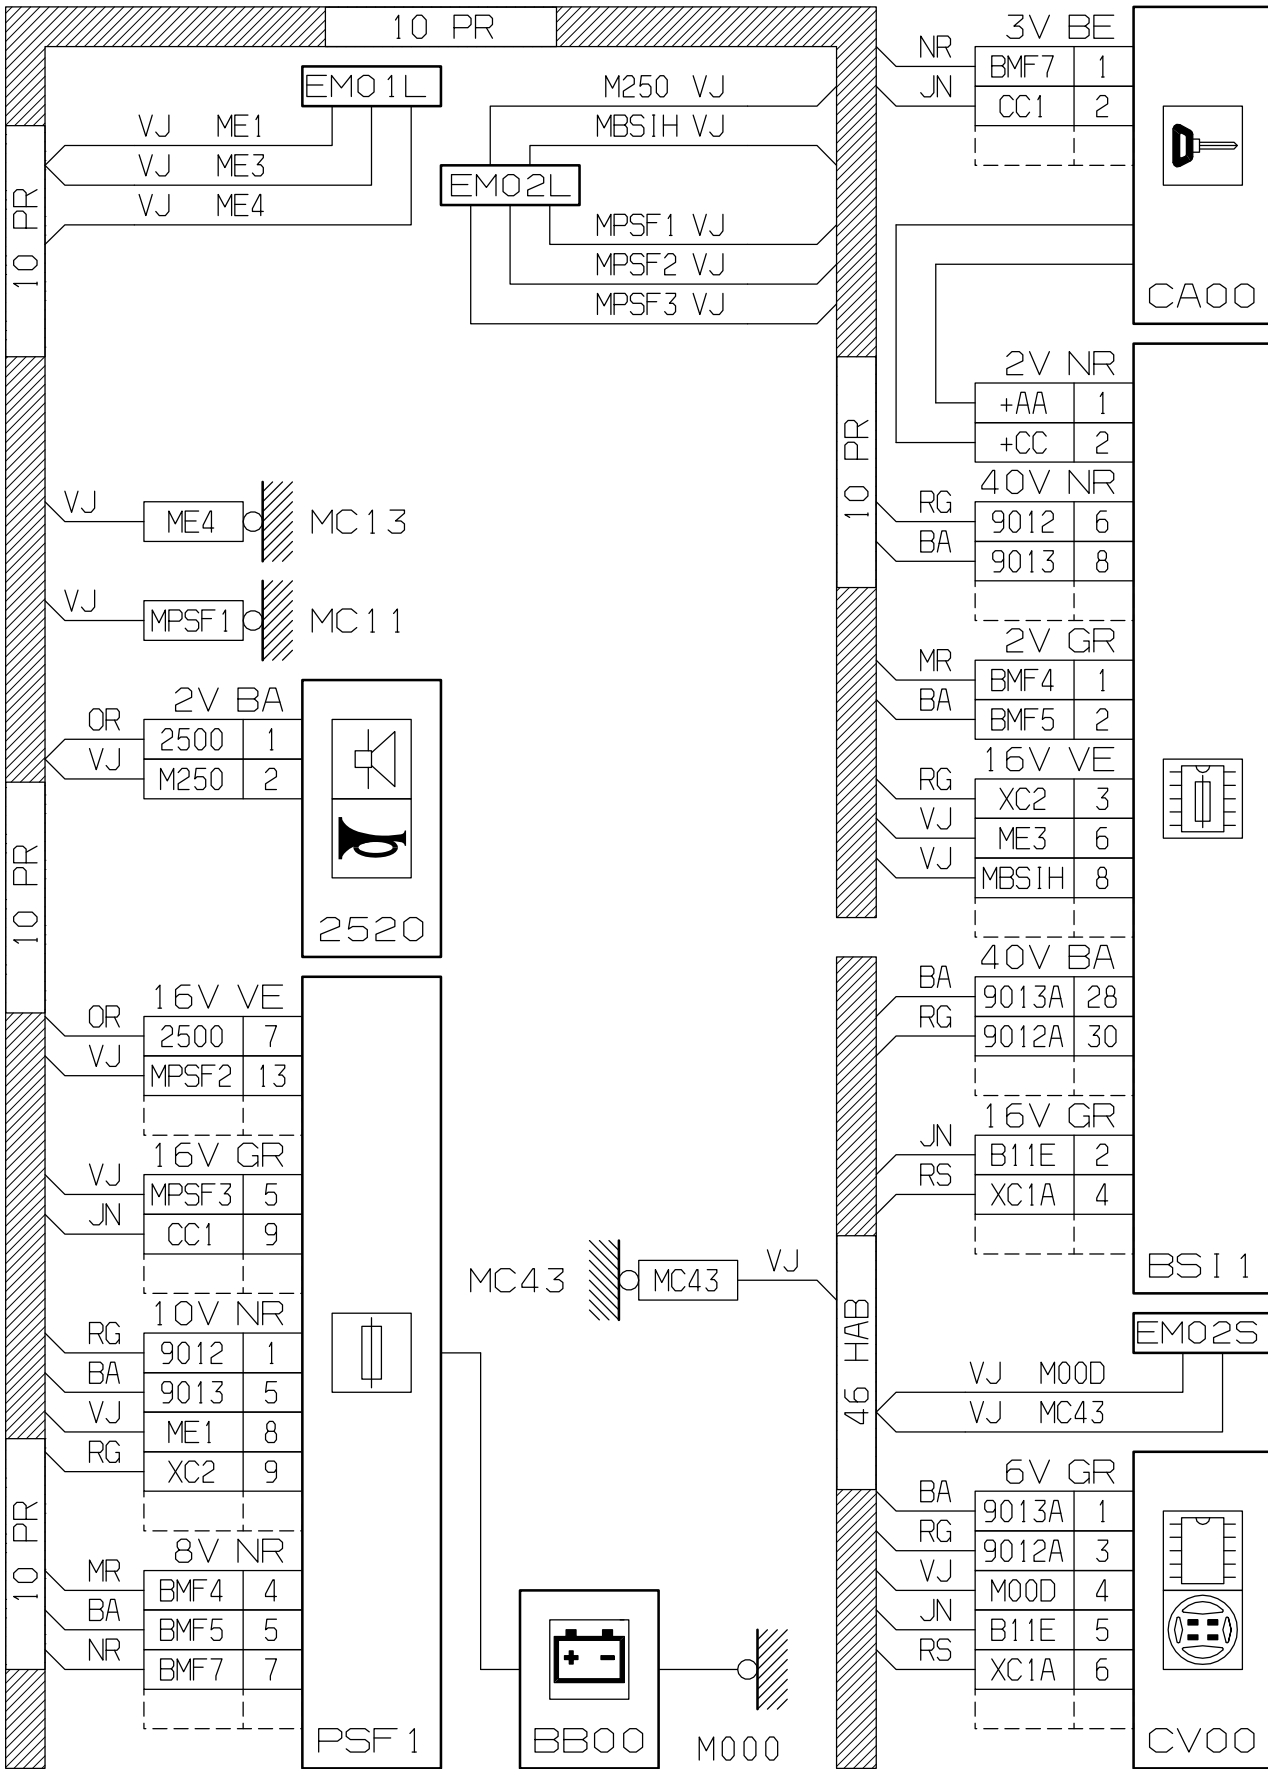 10 PR
EM01L
VJ ME1
VJ ME3
VJ ME4
10 PR
M250 VJ
MBSIH VJ
EM02L
MPSF1 VJ
MPSF2 VJ
MPSF3 VJ
VJ ME4 MC13
VJ MPSF1 MC11
2V BA
OR 2500 1
VJ M250 2
2520
10 PR
16V VE
OR 2500 7
VJ MPSF2 13
16V GR
VJ MPSF3 5
JN CC1 9
10V NR
RG 9012 1
BA 9013 5
VJ ME1 8
RG XC2 9
10 PR
8V NR
MR BMF4 4
BA BMF5 5
NR BMF7 7
PSF1
BB00
+ -
M000
MC43 MC43 VJ
3V BE
NR BMF7 1
JN CC1 2
CA00
10 PR
2V NR
+AA 1
+CC 2
40V NR
RG 9012 6
BA 9013 8
2V GR
MR BMF4 1
BA BMF5 2
16V VE
RG XC2 3
VJ ME3 6
VJ MBSIH 8
40V BA
BA 9013A 28
RG 9012A 30
16V GR
JN B11E 2
RS XC1A 4
BSI1
46 HAB
EM02S
VJ M00D
VJ MC43
6V GR
BA 9013A 1
RG 9012A 3
VJ M00D 4
JN B11E 5
RS XC1A 6
CV00